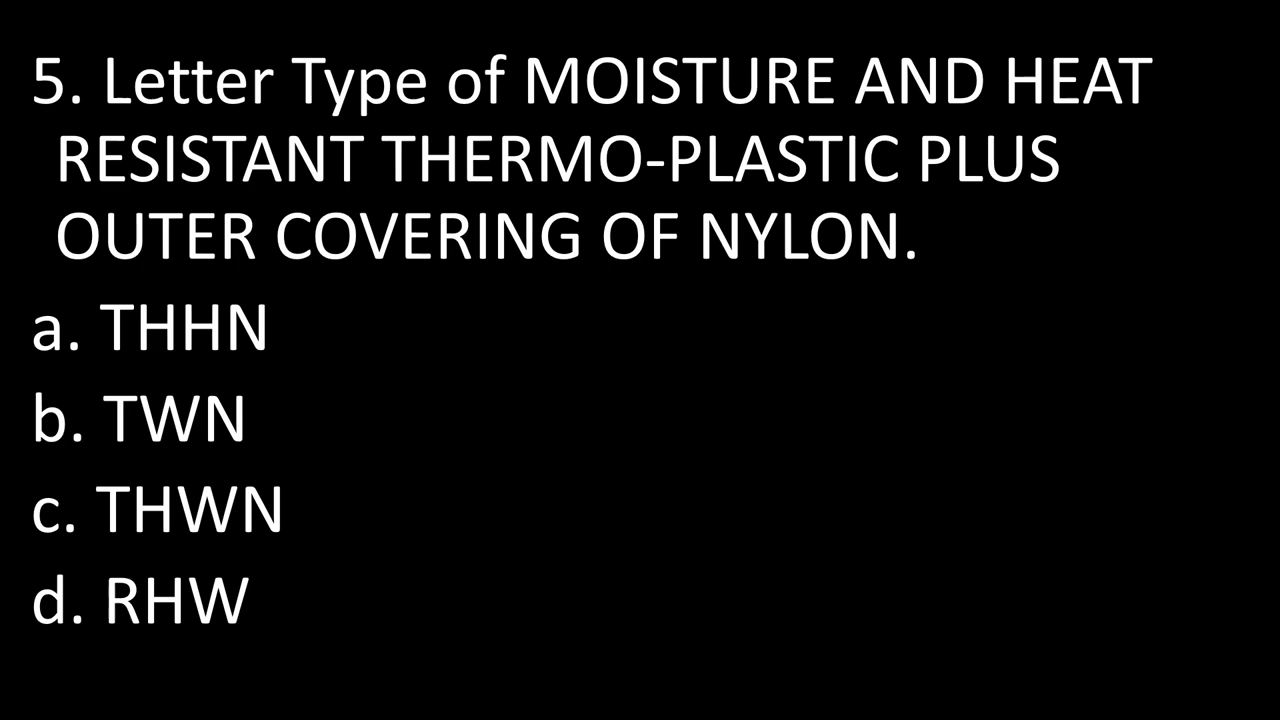 5. Letter Type of MOISTURE AND HEAT
RESISTANT THERMO-PLASTIC PLUS
OUTER COVERING OF NYLON.
a. THHN
b. TWN
c. THWN
d. RHW